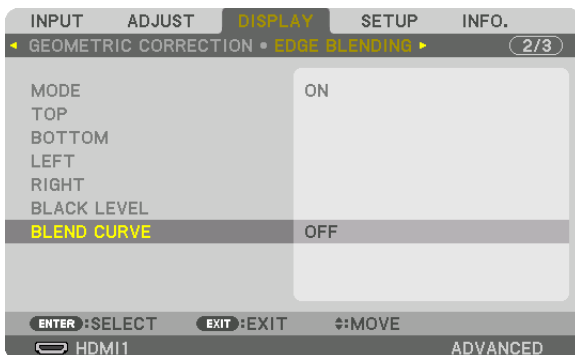 INPUT ADJUST DISPLAY SETUP INFO.
GEOMETRIC CORRECTION • EDGE BLENDING 2/3
MODE ON
TOP
BOTTOM
LEFT
RIGHT
BLACK LEVEL
BLEND CURVE OFF
ENTER :SELECT EXIT :EXIT :MOVE
HDMI1 ADVANCED